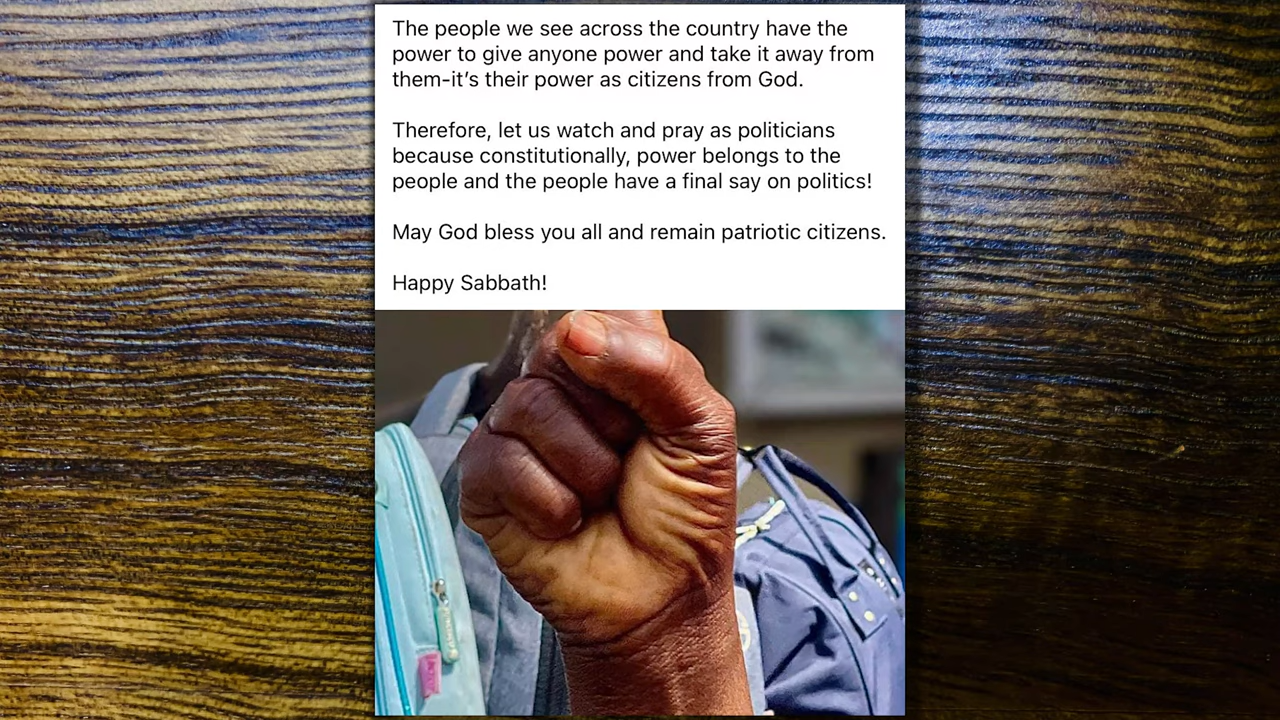 The people we see across the country have the
power to give anyone power and take it away from
them-it's their power as citizens from God.
Therefore, let us watch and pray as politicians
because constitutionally, power belongs to the
people and the people have a final say on politics!
May God bless you all and remain patriotic citizens.
Happy Sabbath!